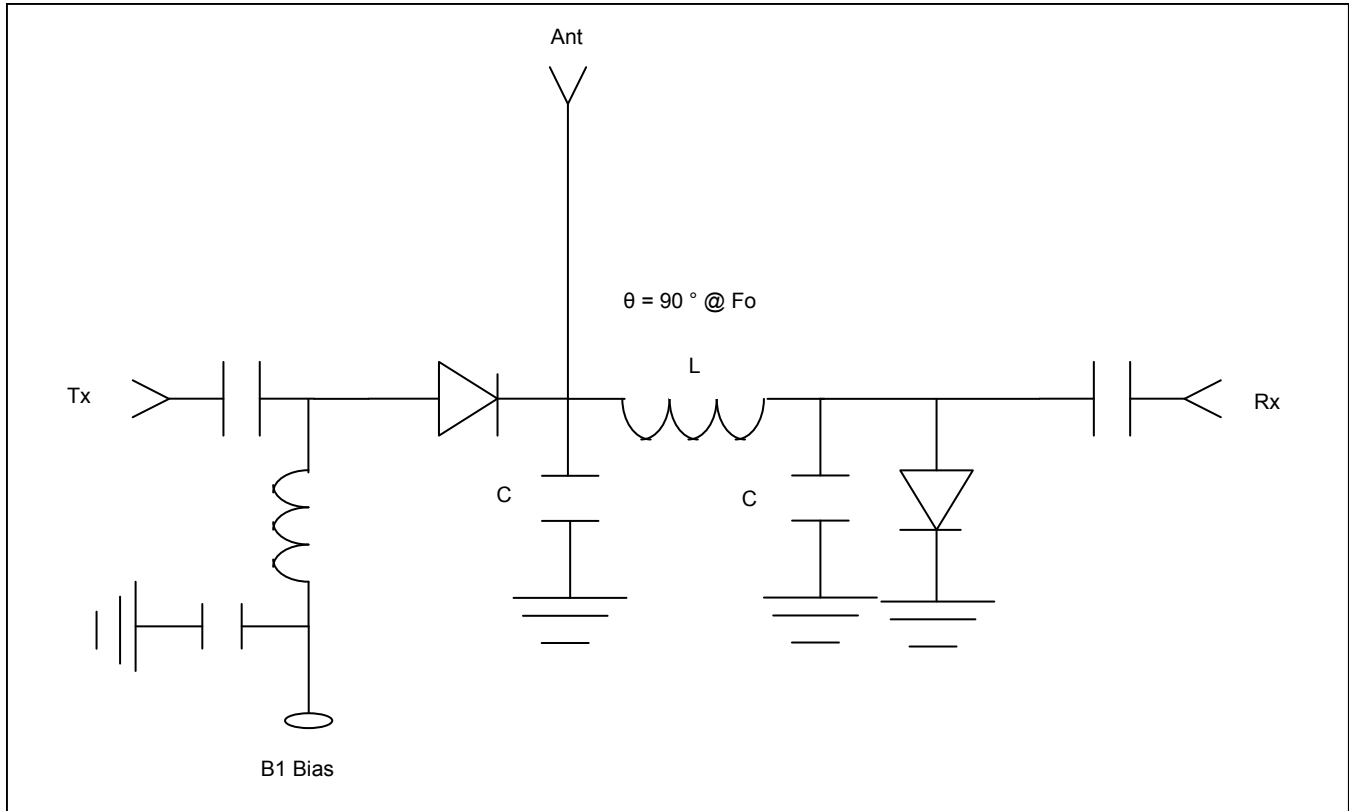 Ant
θ = 90 ° @ Fo
L
Tx
Rx
C
C
B1 Bias